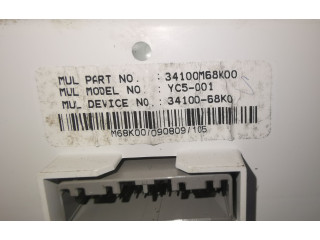 MUL PART NO. : 34100M68K00
MUL MODEL NO. : YC5-001
MUL DEVICE NO. : 34100-68K0
M68K00/090809/105